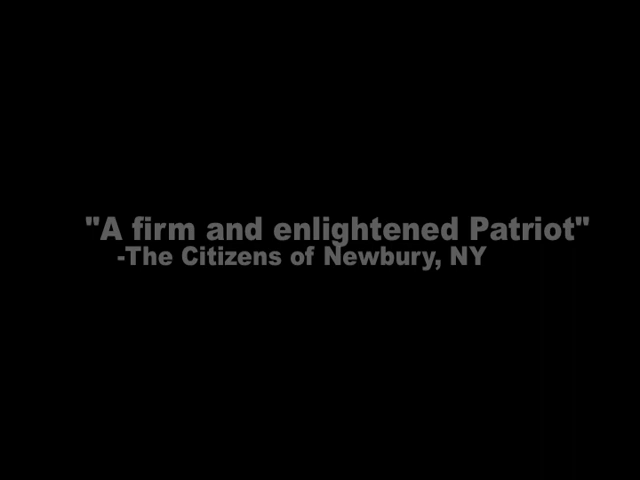 "A firm and enlightened Patriot"
-The Citizens of Newbury, NY